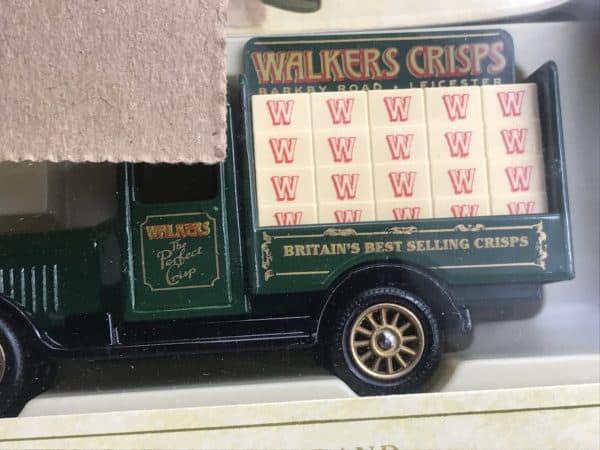 WALKERS CRISPS
BARKBY ROAD • LEICESTER
W W W W W
W W W W W
W W W W W
W W W W W
WALKERS
The
Perfect
Crisp
BRITAIN'S BEST SELLING CRISPS